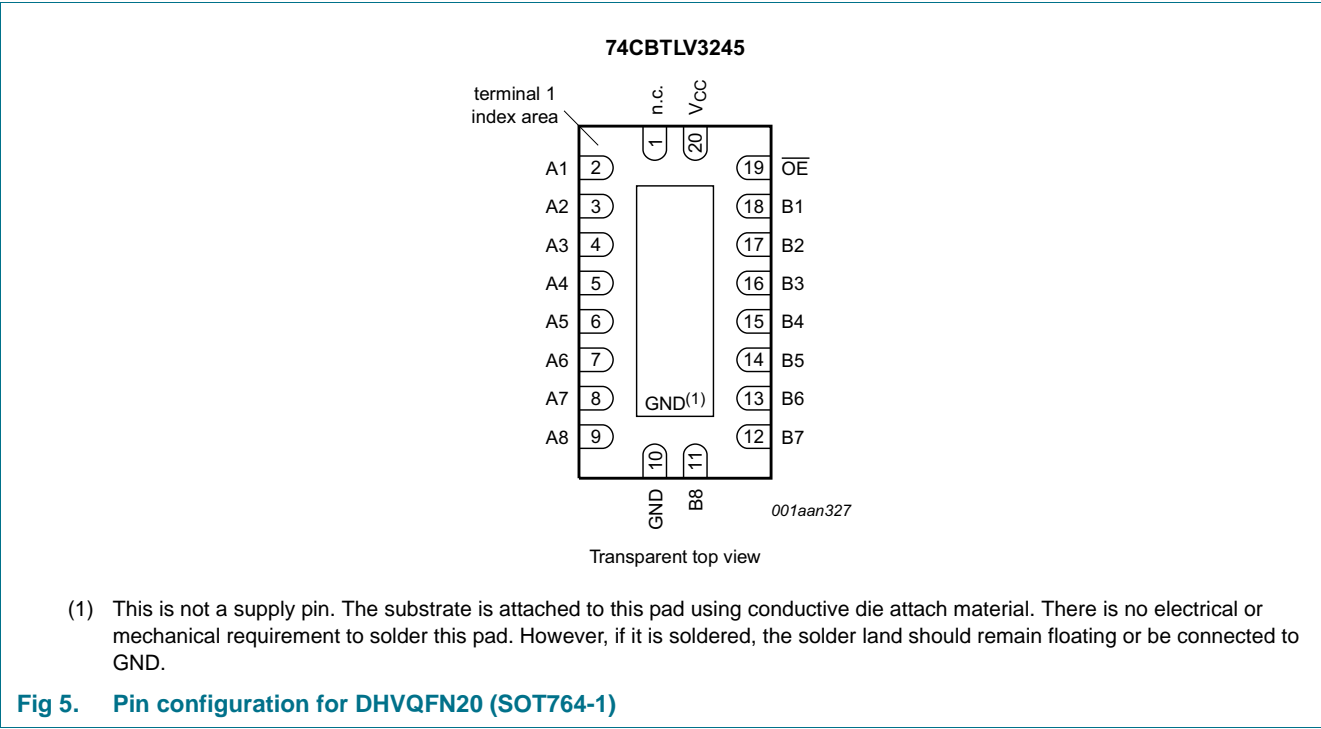 74CBTLV3245
terminal 1
index area
n.c.
VCC
1
20
A1 2 19 OE
A2 3 18 B1
A3 4 17 B2
A4 5 16 B3
A5 6 15 B4
A6 7 14 B5
A7 8 GND(1) 13 B6
A8 9 12 B7
10 11
GND B8
001aan327
Transparent top view
(1) This is not a supply pin. The substrate is attached to this pad using conductive die attach material. There is no electrical or
mechanical requirement to solder this pad. However, if it is soldered, the solder land should remain floating or be connected to
GND.
Fig 5. Pin configuration for DHVQFN20 (SOT764-1)